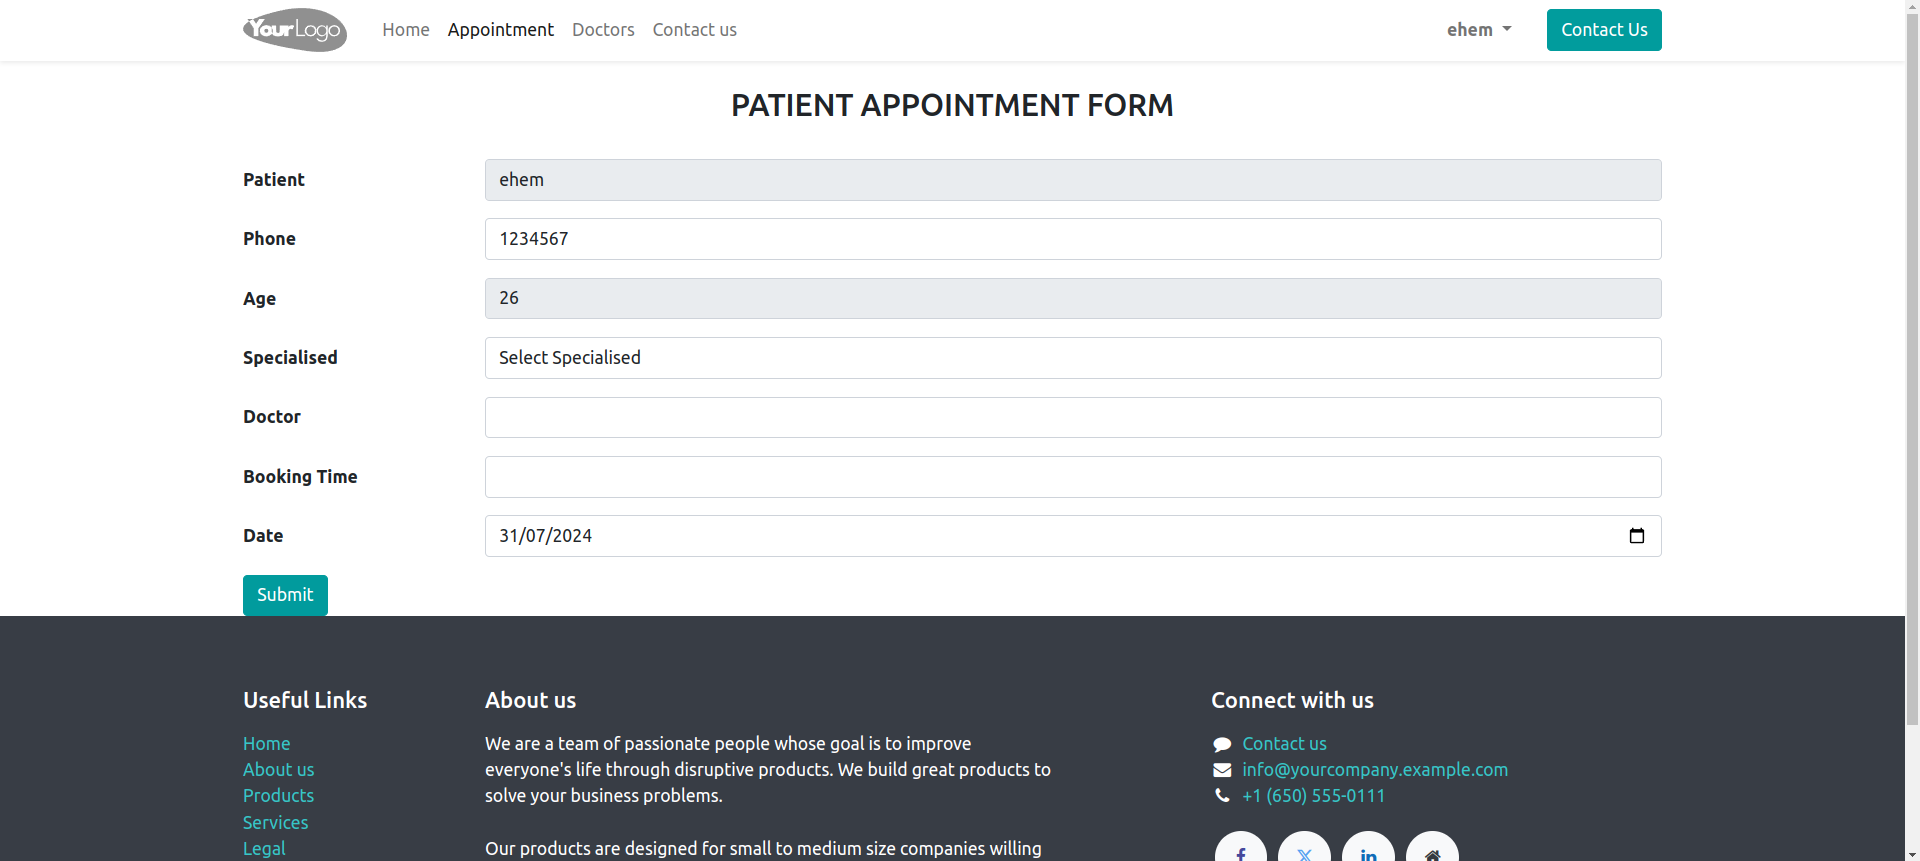 YourLogo Home Appointment Doctors Contact us ehem Contact Us
PATIENT APPOINTMENT FORM
Patient ehem
Phone 1234567
Age 26
Specialised Select Specialised
Doctor
Booking Time
Date 31/07/2024
Submit
Useful Links About us Connect with us
Home We are a team of passionate people whose goal is to improve Contact us
About us everyone's life through disruptive products. We build great products to info@yourcompany.example.com
Products solve your business problems. +1 (650) 555-0111
Services
Legal Our products are designed for small to medium size companies willing